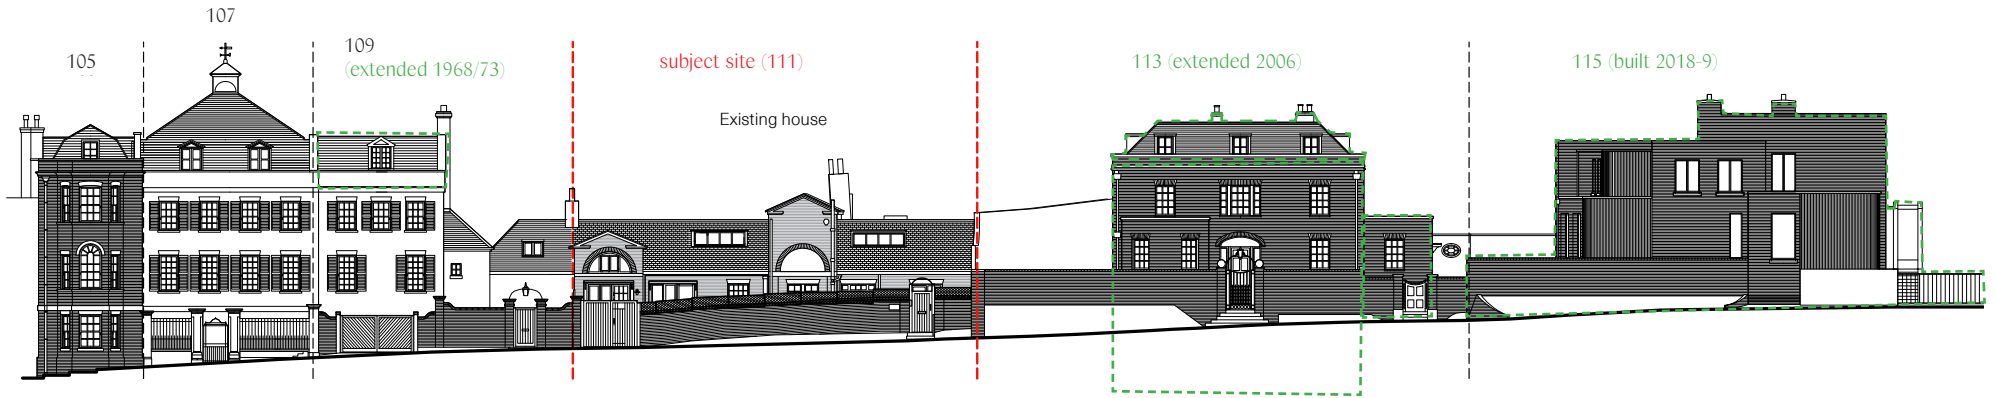 107
105
109
(extended 1968/73)
subject site (111)
Existing house
113 (extended 2006)
115 (built 2018-9)